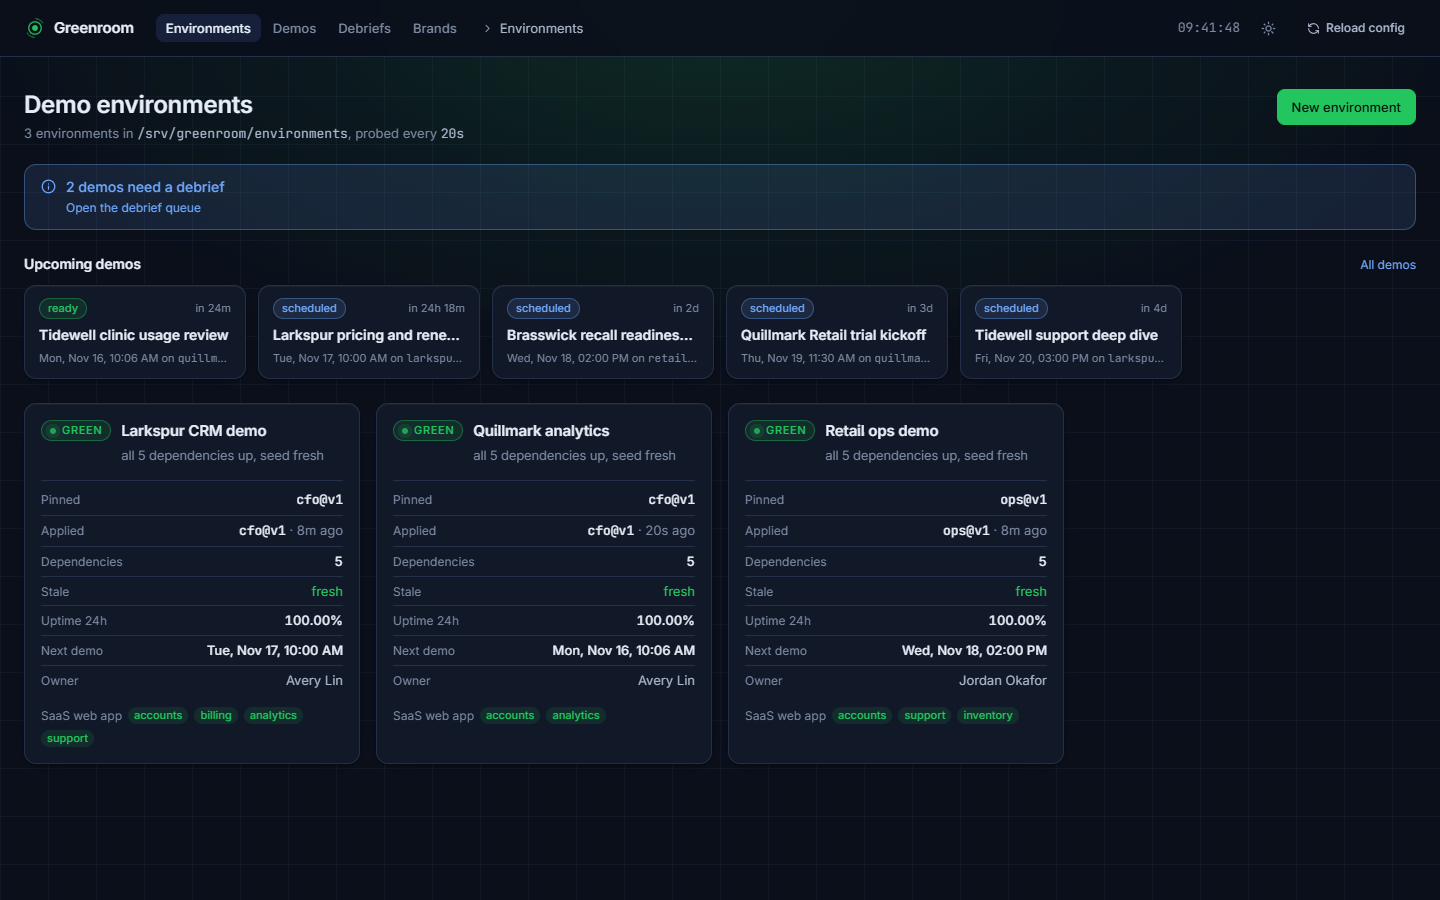 Greenroom Environments Demos Debriefs Brands > Environments 09:41:48 Reload config
Demo environments
New environment
3 environments in /srv/greenroom/environments, probed every 20s
2 demos need a debrief
Open the debrief queue
Upcoming demos All demos
ready in 24m
Tidewell clinic usage review
Mon, Nov 16, 10:06 AM on quillm...
scheduled in 24h 18m
Larkspur pricing and rene...
Tue, Nov 17, 10:00 AM on larkspu...
scheduled in 2d
Brasswick recall readines...
Wed, Nov 18, 02:00 PM on retail...
scheduled in 3d
Quillmark Retail trial kickoff
Thu, Nov 19, 11:30 AM on quillma...
scheduled in 4d
Tidewell support deep dive
Fri, Nov 20, 03:00 PM on larkspu...
GREEN Larkspur CRM demo
all 5 dependencies up, seed fresh
Pinned cfo@v1
Applied cfo@v1 · 8m ago
Dependencies 5
Stale fresh
Uptime 24h 100.00%
Next demo Tue, Nov 17, 10:00 AM
Owner Avery Lin
SaaS web app accounts billing analytics
support
GREEN Quillmark analytics
all 5 dependencies up, seed fresh
Pinned cfo@v1
Applied cfo@v1 · 20s ago
Dependencies 5
Stale fresh
Uptime 24h 100.00%
Next demo Mon, Nov 16, 10:06 AM
Owner Avery Lin
SaaS web app accounts analytics
GREEN Retail ops demo
all 5 dependencies up, seed fresh
Pinned ops@v1
Applied ops@v1 · 8m ago
Dependencies 5
Stale fresh
Uptime 24h 100.00%
Next demo Wed, Nov 18, 02:00 PM
Owner Jordan Okafor
SaaS web app accounts support inventory